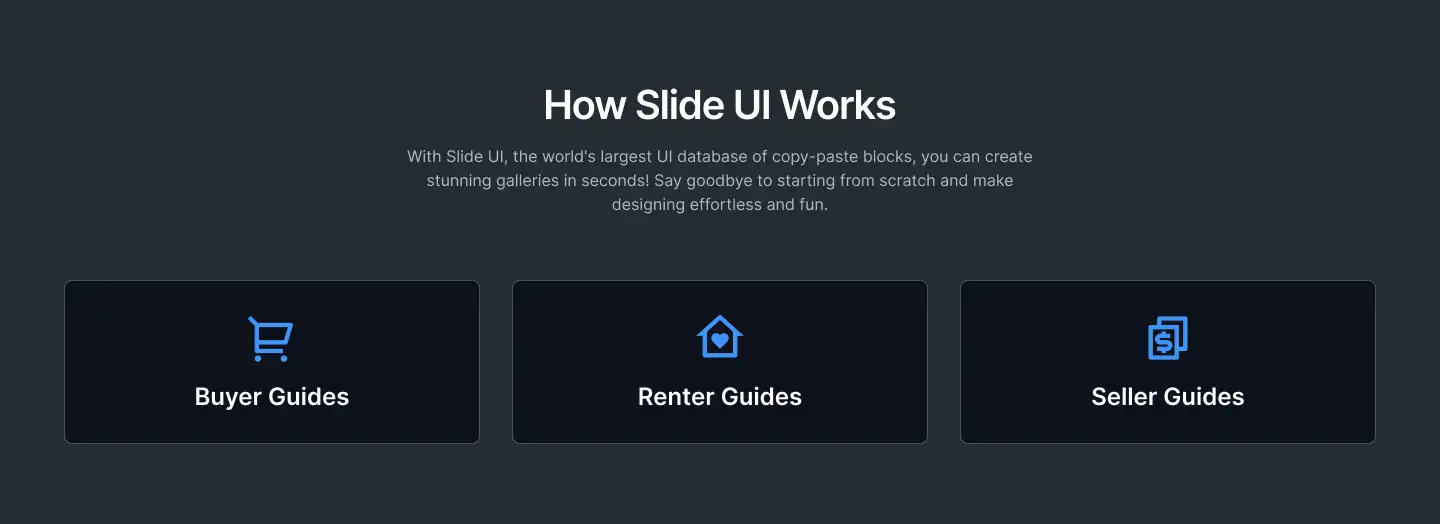 How Slide UI Works
With Slide UI, the world's largest UI database of copy-paste blocks, you can create
stunning galleries in seconds! Say goodbye to starting from scratch and make
designing effortless and fun.
Buyer Guides
Renter Guides
$
Seller Guides